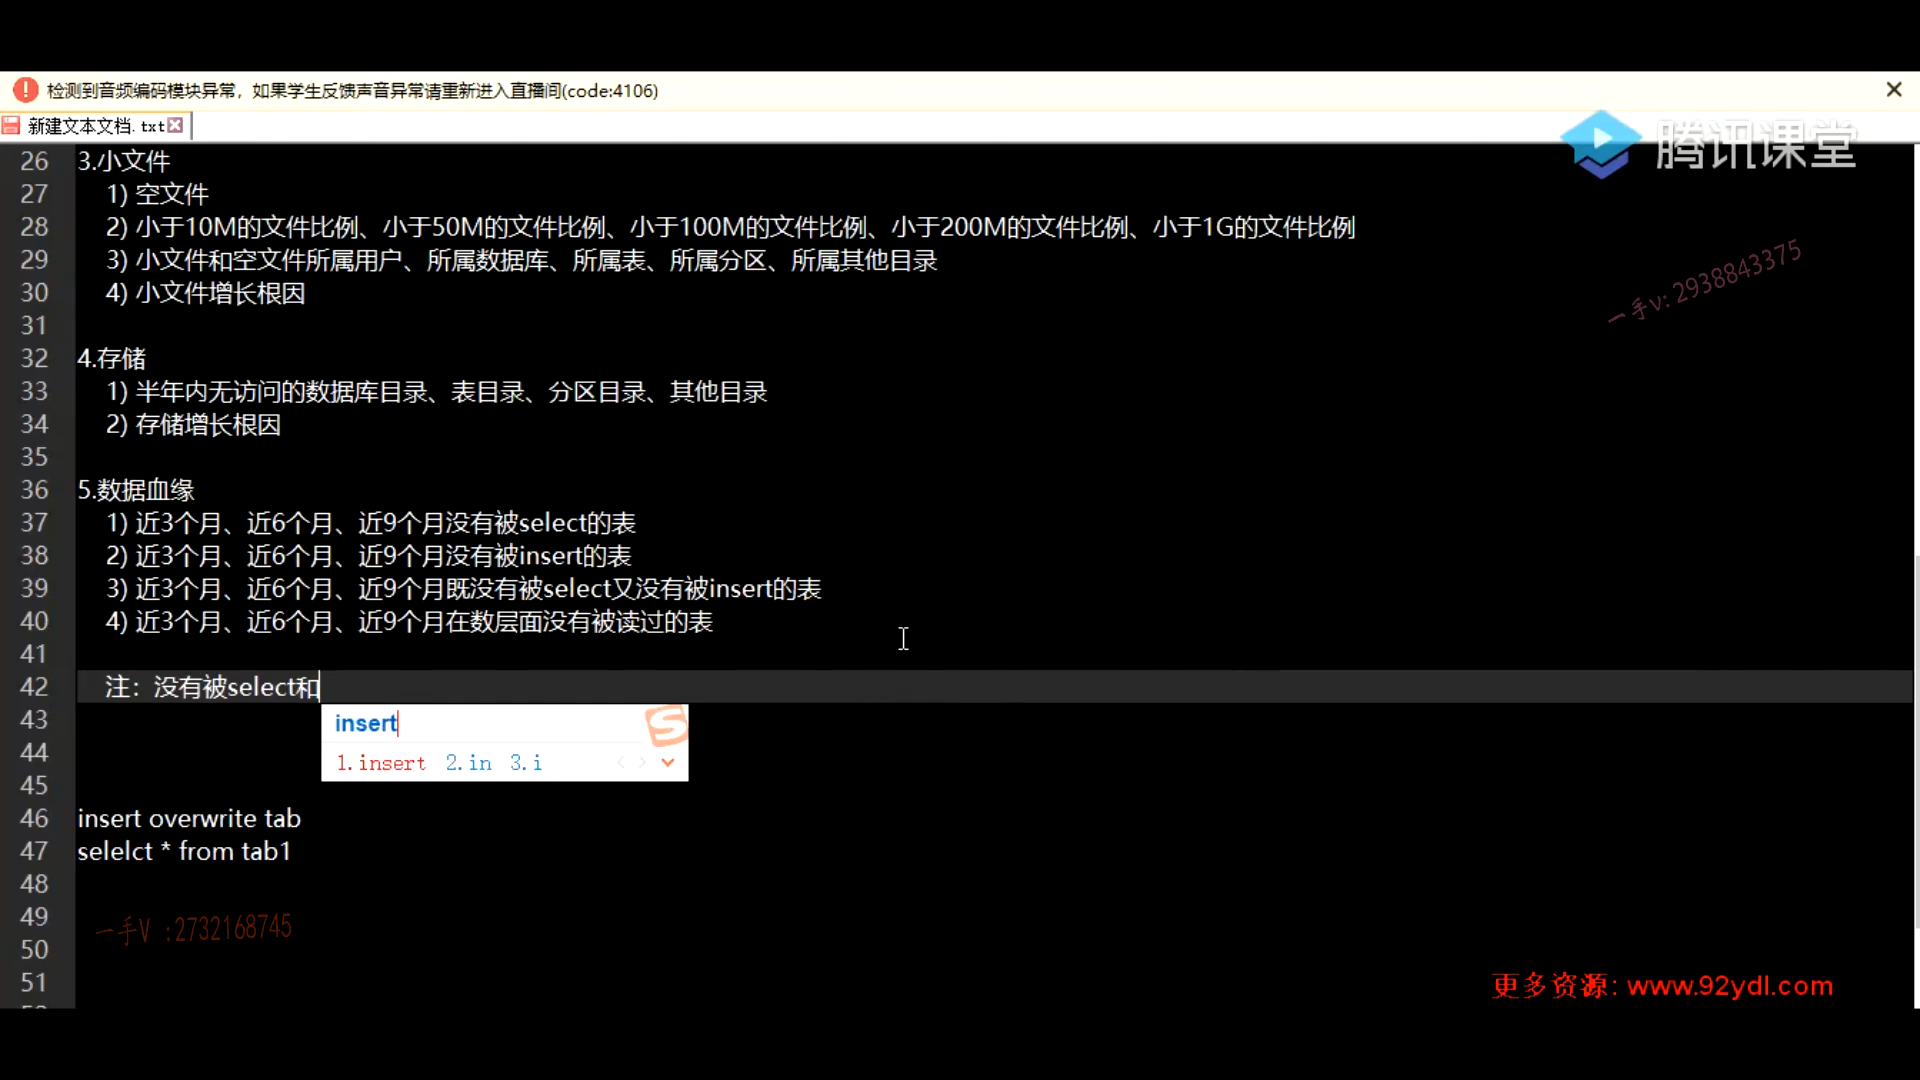 检测到音频编码模块异常，如果学生反馈声音异常请重新进入直播间(code:4106)
新建文本文档.txt
腾讯课堂
26 3.小文件
27 1) 空文件
28 2) 小于10M的文件比例、小于50M的文件比例、小于100M的文件比例、小于200M的文件比例、小于1G的文件比例
29 3) 小文件和空文件所属用户、所属数据库、所属表、所属分区、所属其他目录
一手v:2938843375
30 4) 小文件增长根因
31
32 4.存储
33 1) 半年内无访问的数据库目录、表目录、分区目录、其他目录
34 2) 存储增长根因
35
36 5.数据血缘
37 1) 近3个月、近6个月、近9个月没有被select的表
38 2) 近3个月、近6个月、近9个月没有被insert的表
39 3) 近3个月、近6个月、近9个月既没有被select又没有被insert的表
40 4) 近3个月、近6个月、近9个月在数层面没有被读过的表
41
42 注：没有被select和
43 insert
44 1.insert 2.in 3.i
45
46 insert overwrite tab
47 selelct * from tab1
48
49 一手V :2732168745
50
51 更多资源: www.92ydl.com